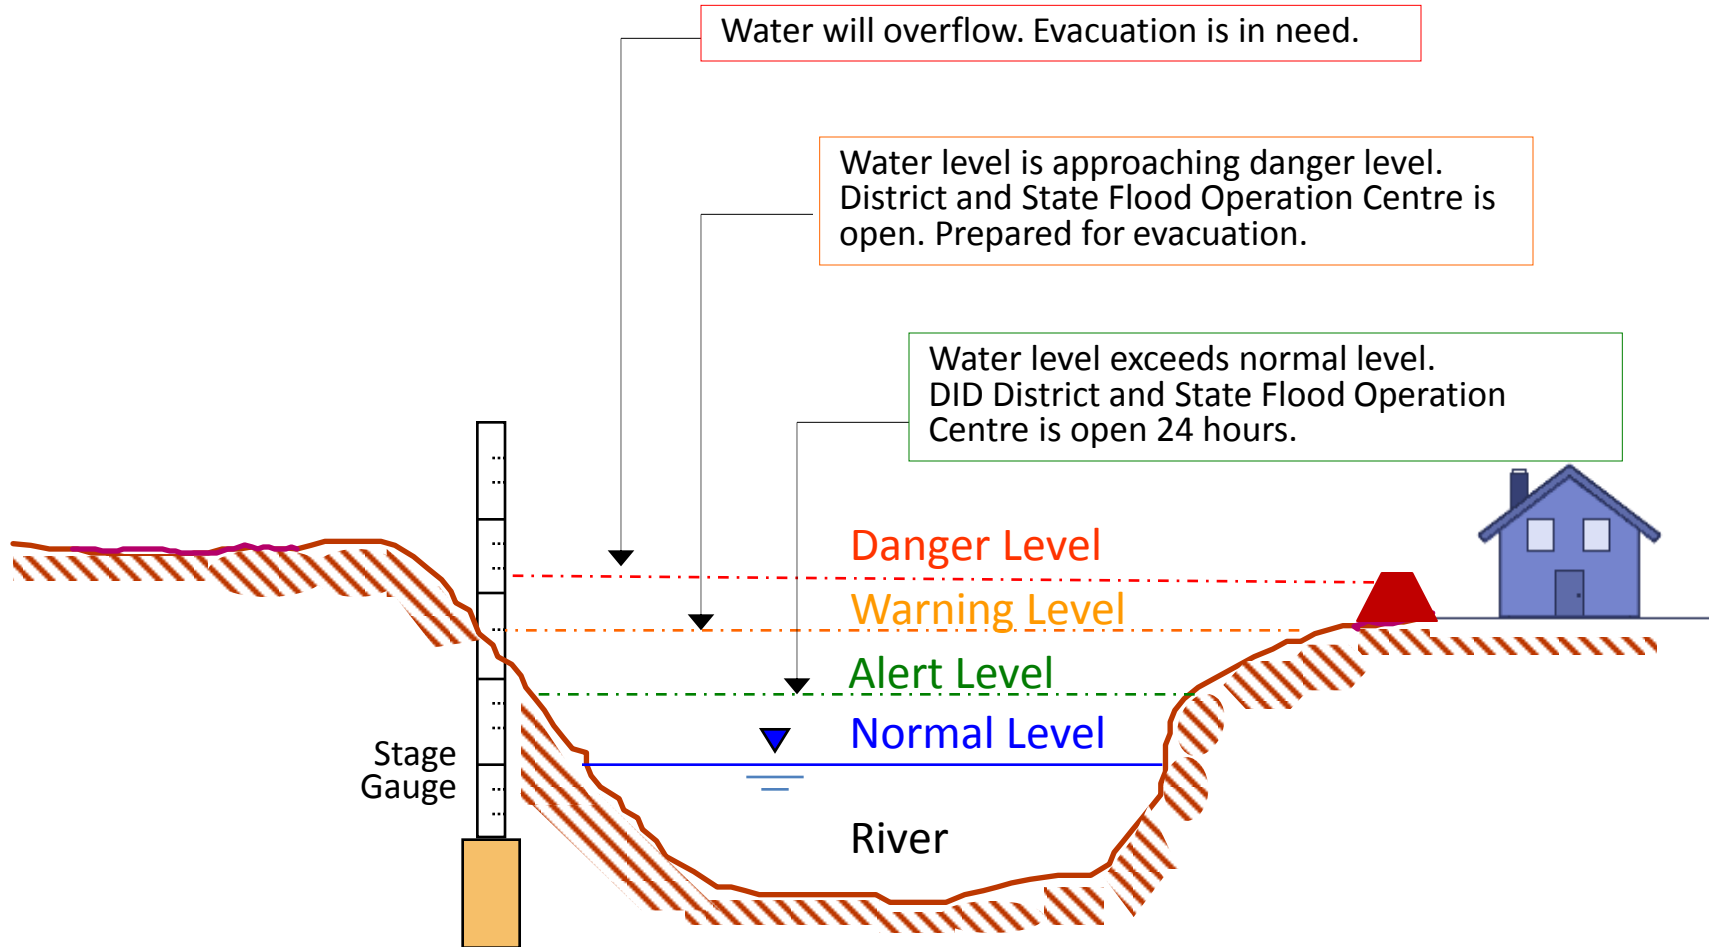 Water will overflow. Evacuation is in need.
Water level is approaching danger level.
District and State Flood Operation Centre is
open. Prepared for evacuation.
Water level exceeds normal level.
DID District and State Flood Operation
Centre is open 24 hours.
Danger Level
Warning Level
Alert Level
Normal Level
Stage
Gauge
River